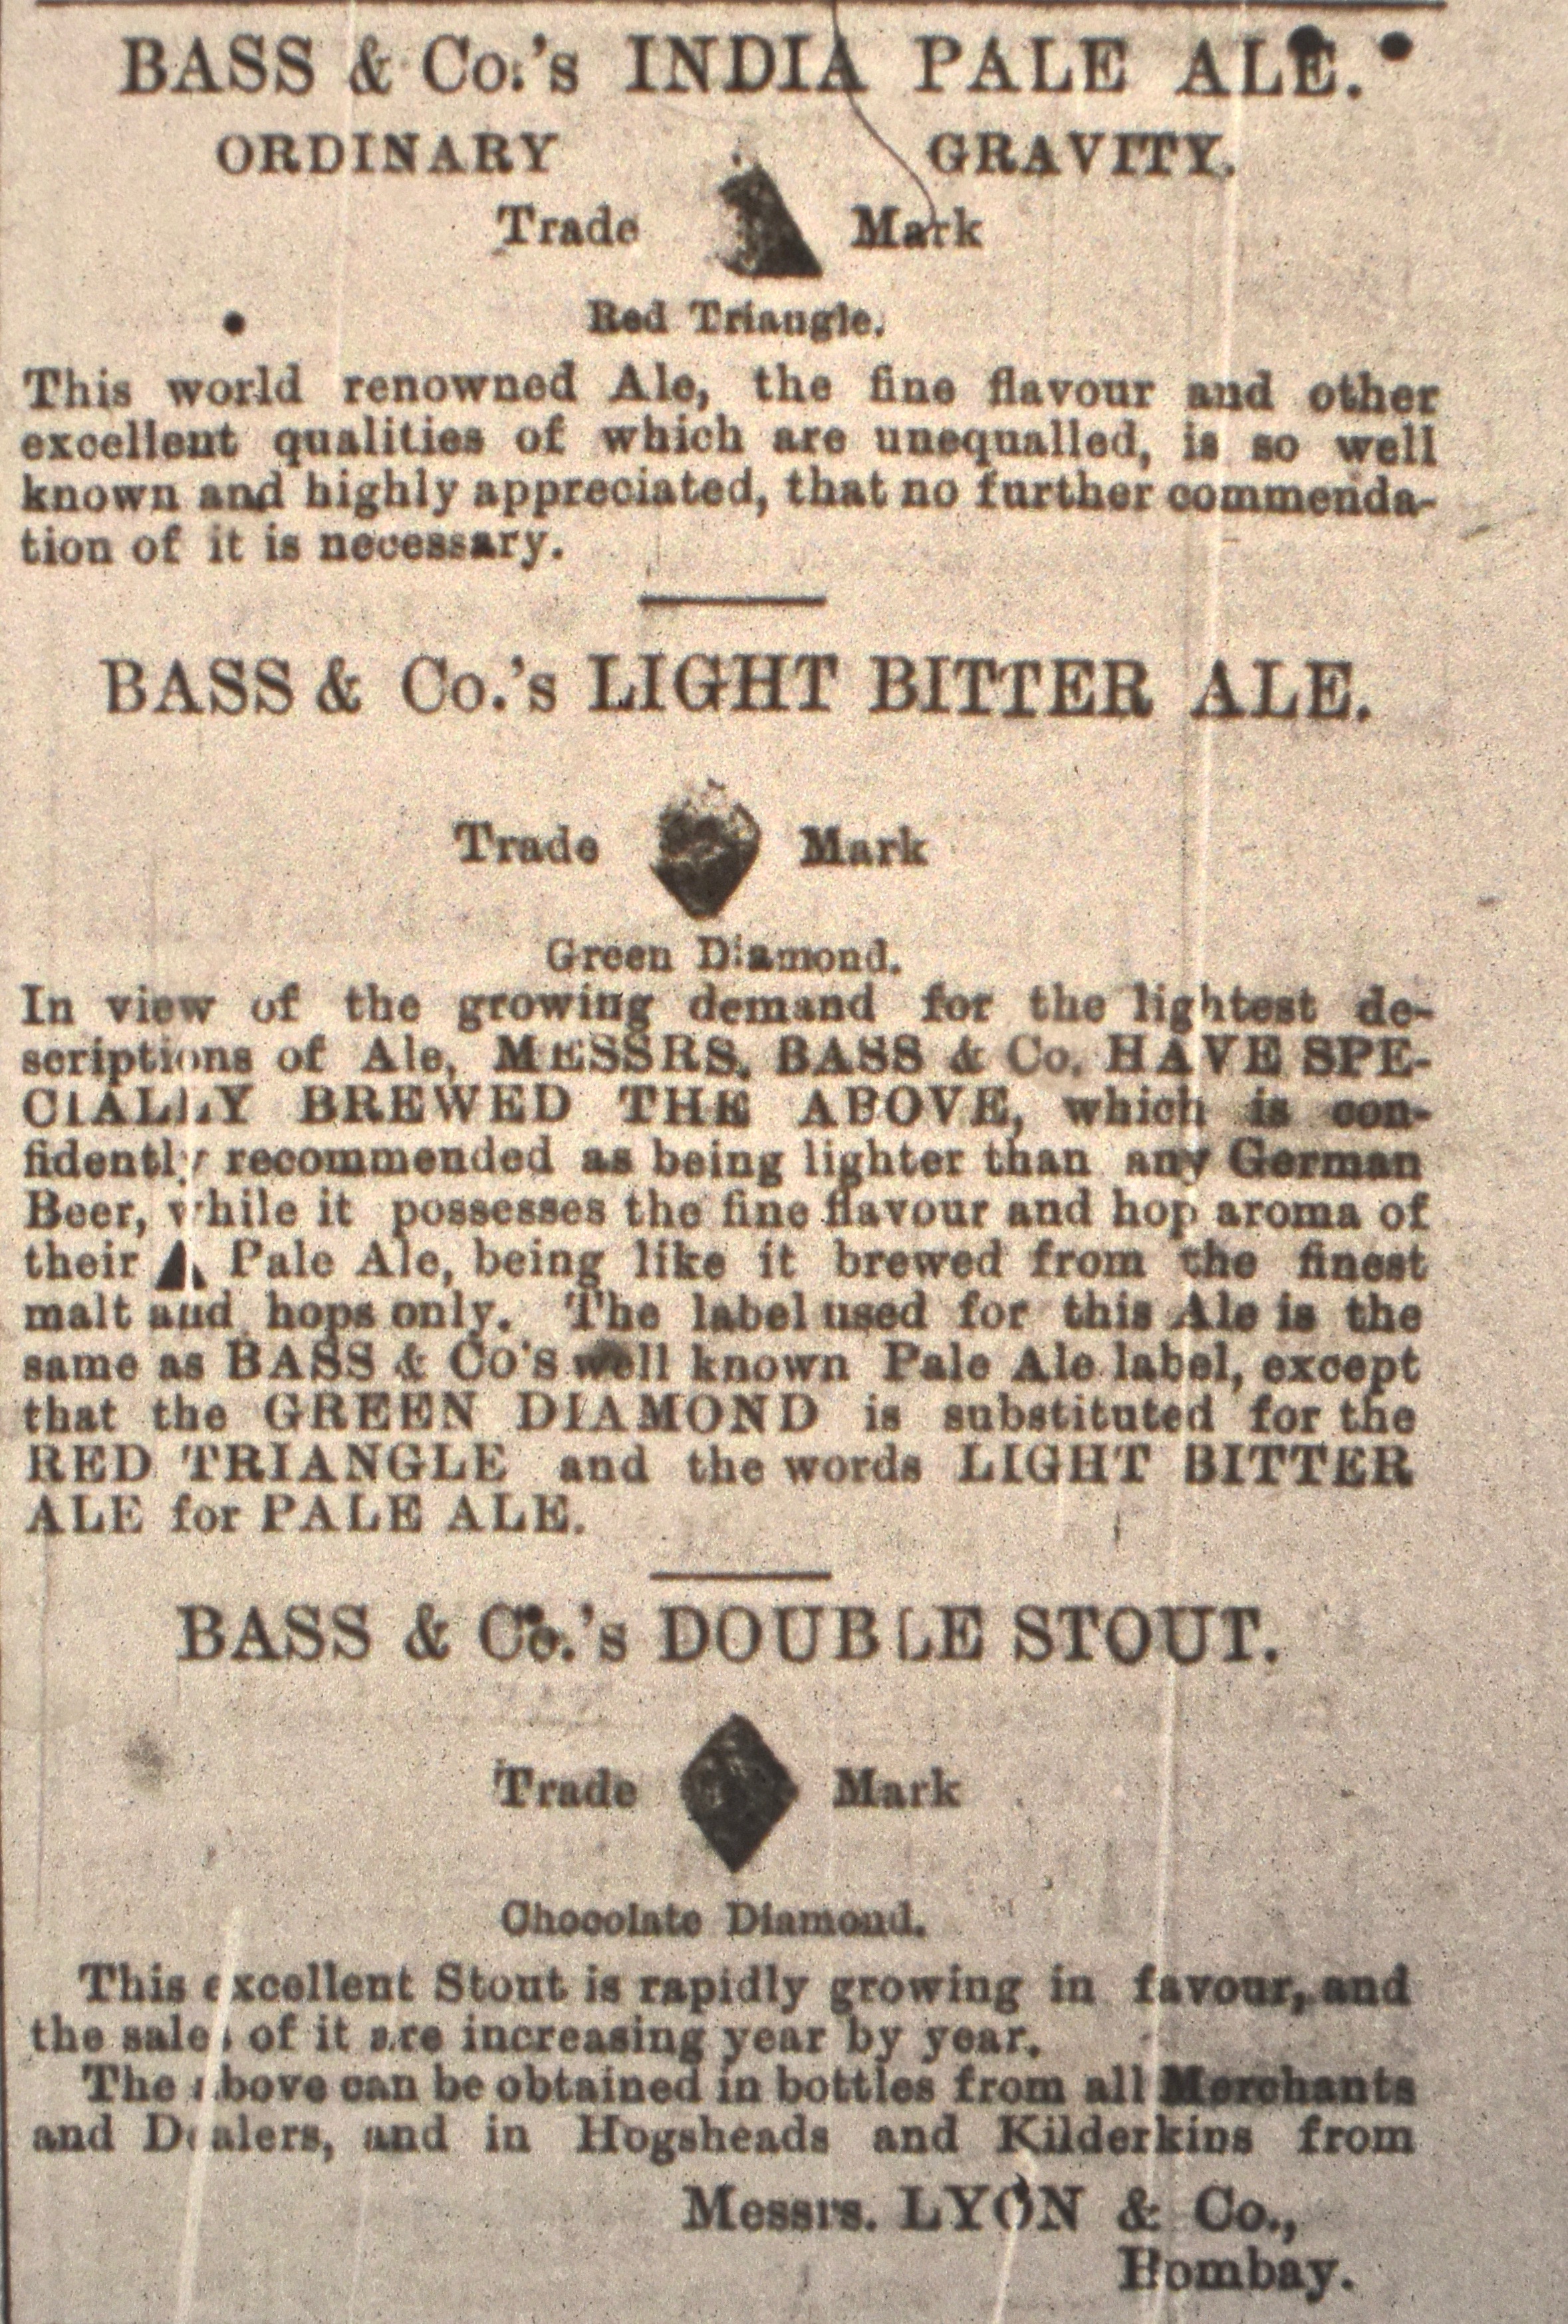 BASS & Co.'s INDIA PALE ALE.
ORDINARY GRAVITY.
Trade Mark
Red Triangle.
This world renowned Ale, the fine flavour and other
excellent qualities of which are unequalled, is so well
known and highly appreciated, that no further commenda-
tion of it is necessary.
BASS & Co.'s LIGHT BITTER ALE.
Trade Mark
Green Diamond.
In view of the growing demand for the lightest de-
scriptions of Ale, MESSRS. BASS & Co. HAVE SPE-
CIALLY BREWED THE ABOVE, which is con-
fidently recommended as being lighter than any German
Beer, while it possesses the fine flavour and hop aroma of
their ▲ Pale Ale, being like it brewed from the finest
malt and hops only. The label used for this Ale is the
same as BASS & Co's well known Pale Ale label, except
that the GREEN DIAMOND is substituted for the
RED TRIANGLE and the words LIGHT BITTER
ALE for PALE ALE.
BASS & Co.'s DOUBLE STOUT.
Trade Mark
Chocolate Diamond.
This excellent Stout is rapidly growing in favour, and
the sales of it are increasing year by year.
The above can be obtained in bottles from all Merchants
and Dealers, and in Hogsheads and Kilderkins from
Messrs. LYON & Co.,
Bombay.